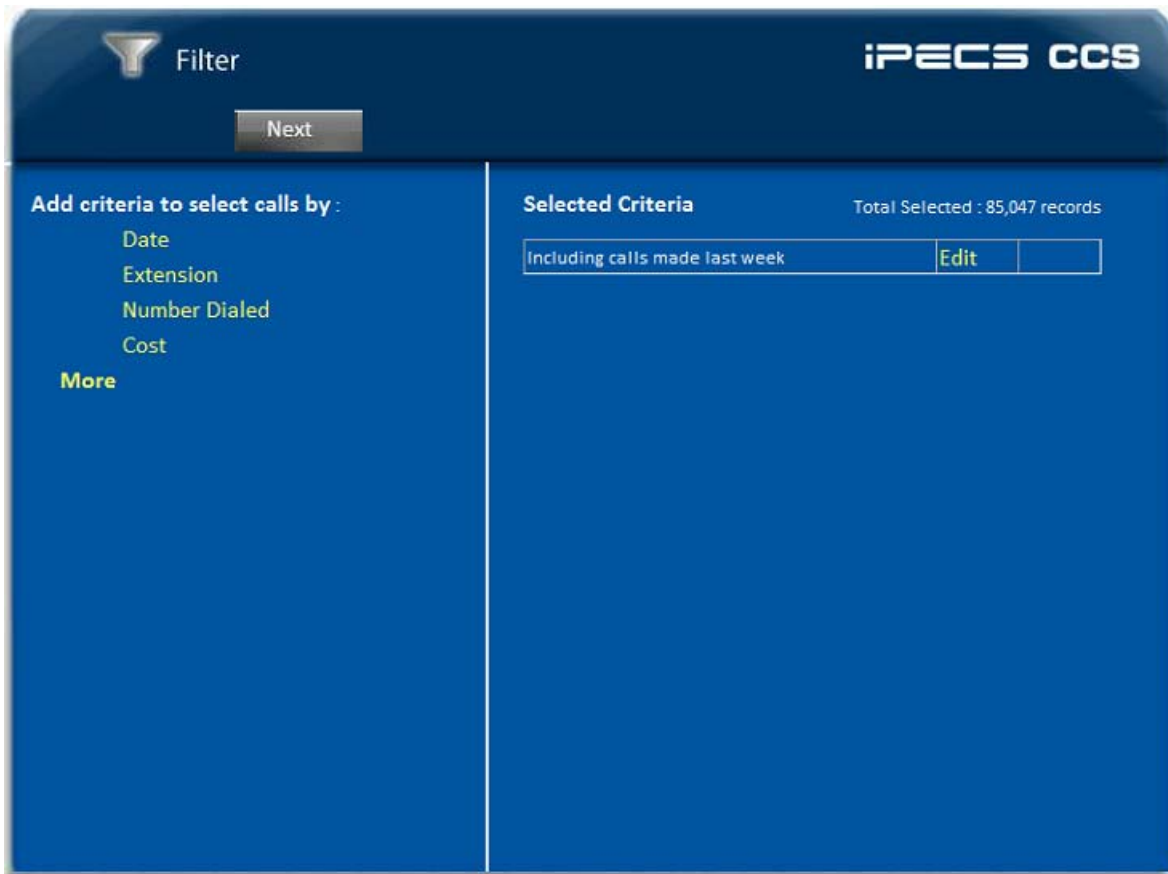 Filter
iPECS CCS
Next
Add criteria to select calls by :
Date
Extension
Number Dialed
Cost
More
Selected Criteria
Total Selected : 85,047 records
Including calls made last week
Edit